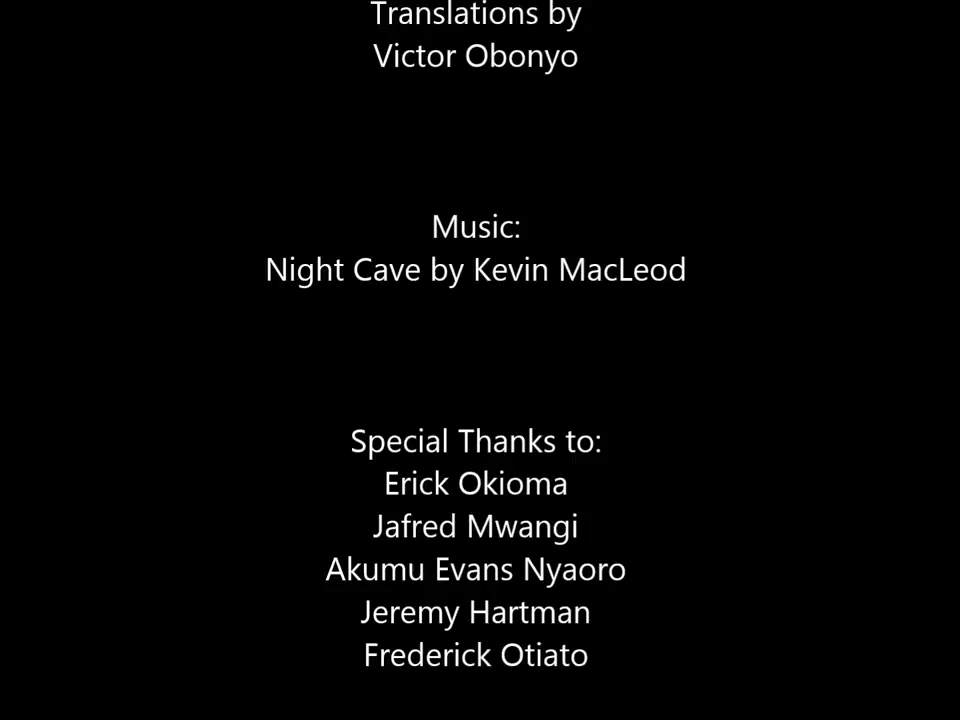 Translations by
Victor Obonyo
Music:
Night Cave by Kevin MacLeod
Special Thanks to:
Erick Okioma
Jafred Mwangi
Akumu Evans Nyaoro
Jeremy Hartman
Frederick Otiato